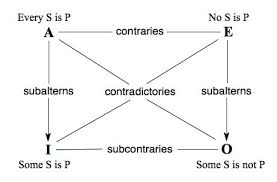 Every S is P No S is P
A contraries E
subalterns contradictories subalterns
I subcontraries O
Some S is P Some S is not P